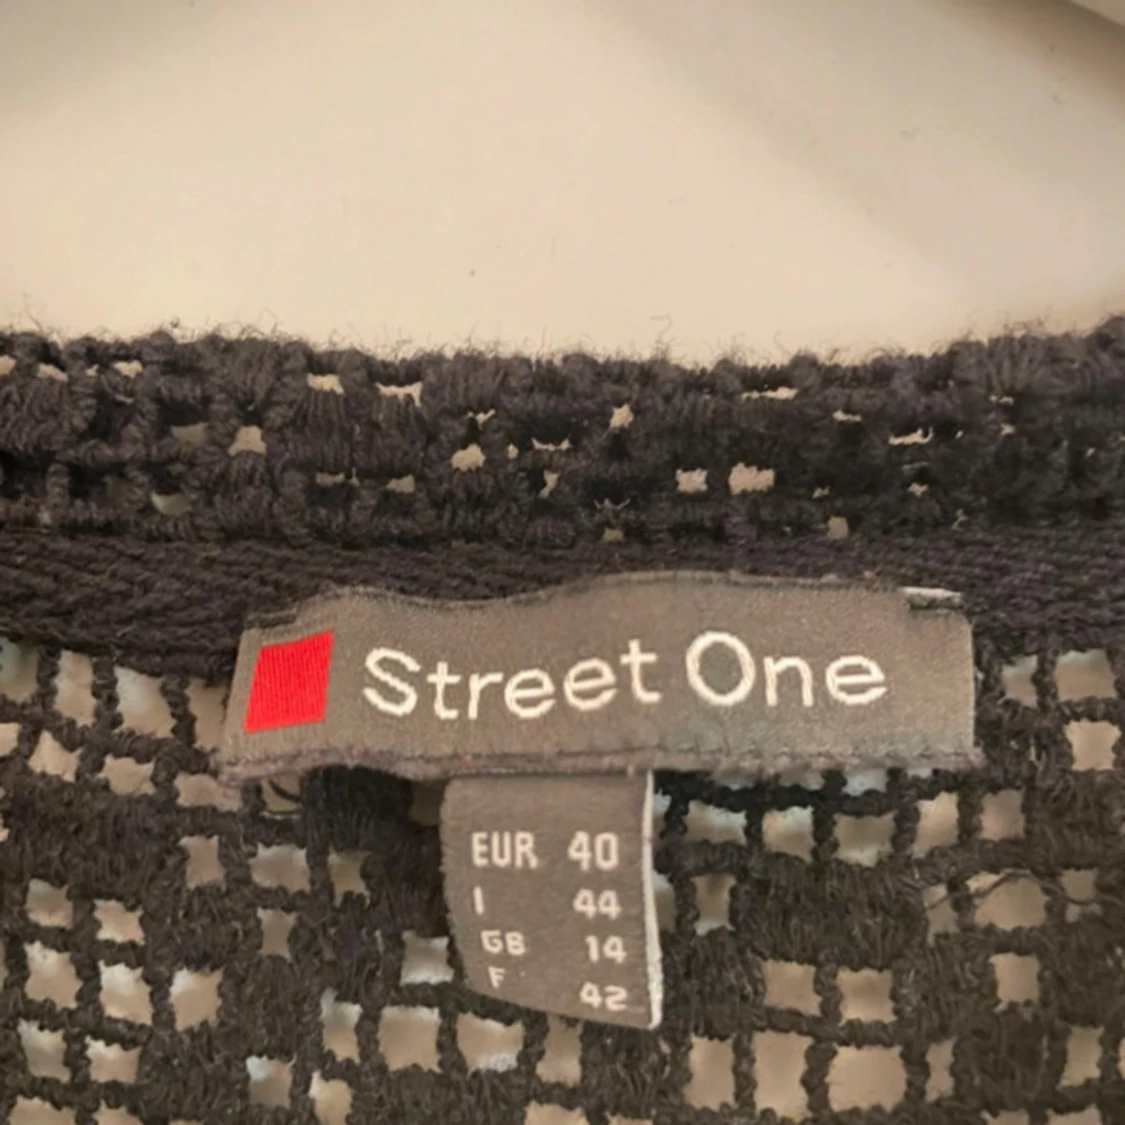 Street One
EUR 40
I 44
GB 14
F 42